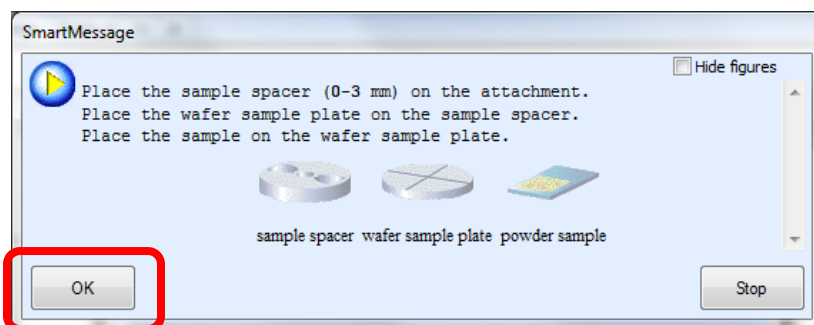 SmartMessage
Hide figures
Place the sample spacer (0-3 mm) on the attachment.
Place the wafer sample plate on the sample spacer.
Place the sample on the wafer sample plate.
sample spacer wafer sample plate powder sample
OK
Stop